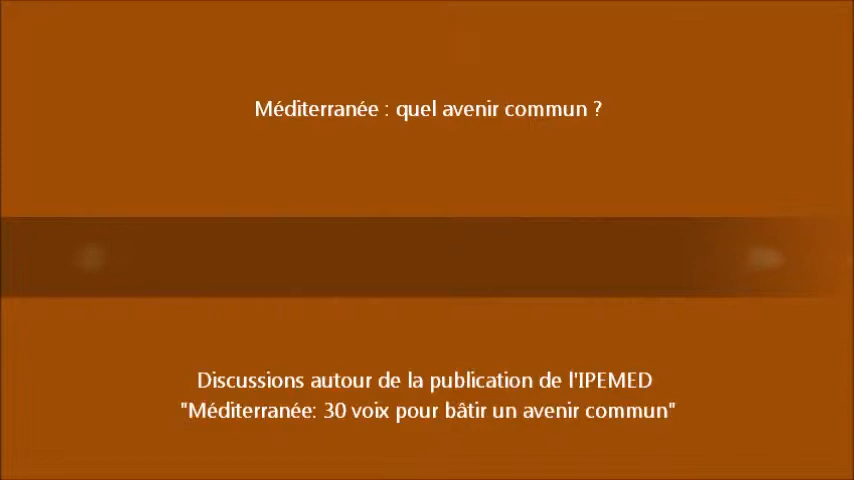 Méditerranée : quel avenir commun ?
Discussions autour de la publication de l'IPEMED
"Méditerranée: 30 voix pour bâtir un avenir commun"